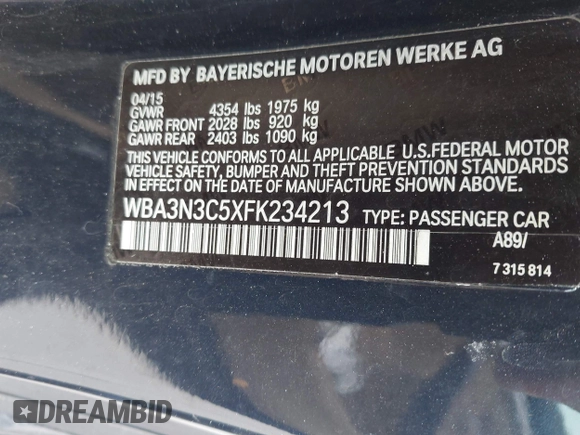 MFD BY BAYERISCHE MOTOREN WERKE AG
04/15
GVWR 4354 lbs 1975 kg
GAWR FRONT 2028 lbs 920 kg
GAWR REAR 2403 lbs 1090 kg
THIS VEHICLE CONFORMS TO ALL APPLICABLE U.S.FEDERAL MOTOR
VEHICLE SAFETY, BUMPER AND THEFT PREVENTION STANDARDS
IN EFFECT ON THE DATE OF MANUFACTURE SHOWN ABOVE.
WBA3N3C5XFK234213 TYPE: PASSENGER CAR
A89/
7 315 814
DREAMBID